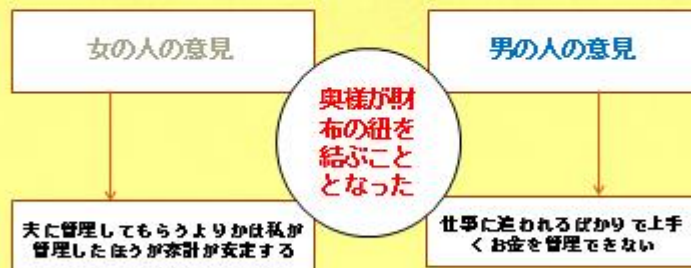 女の人の意見
男の人の意見
奥様が財
布の紐を
結ぶこと
となった
夫に管理してもらうよりかは私が
管理したほうが家計が安定する
仕事に追われるばかりで上手
くお金を管理できない